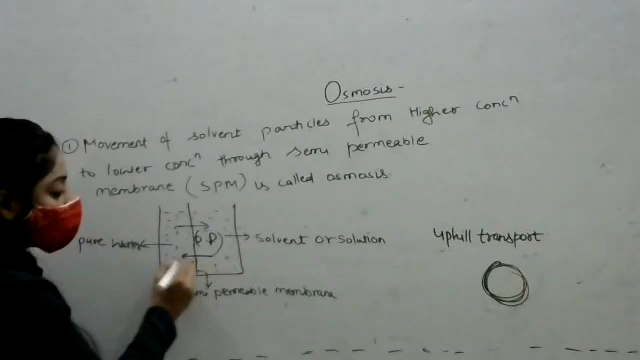 Osmosis -
① Movement of solvent particles from Higher concⁿ
to lower concⁿ through semi permeable
membrane (SPM) is called osmosis.
pure water
solvent or solution
uphill transport
permeable membrane